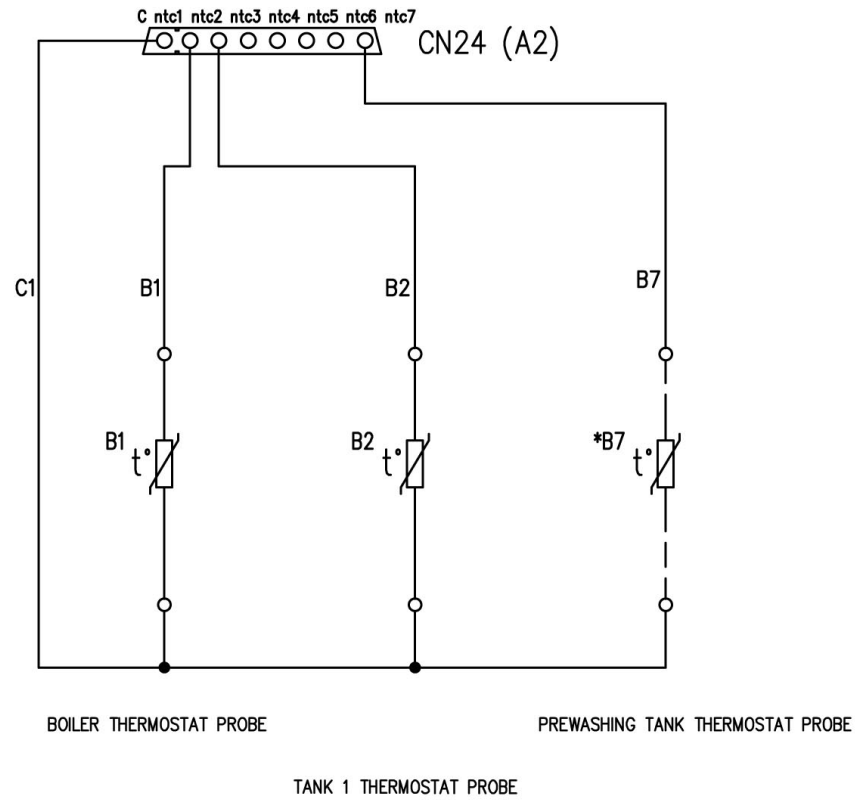 C ntc1 ntc2 ntc3 ntc4 ntc5 ntc6 ntc7
CN24 (A2)
C1
B1
B2
B7
B1
t°
B2
t°
*B7
t°
BOILER THERMOSTAT PROBE
PREWASHING TANK THERMOSTAT PROBE
TANK 1 THERMOSTAT PROBE